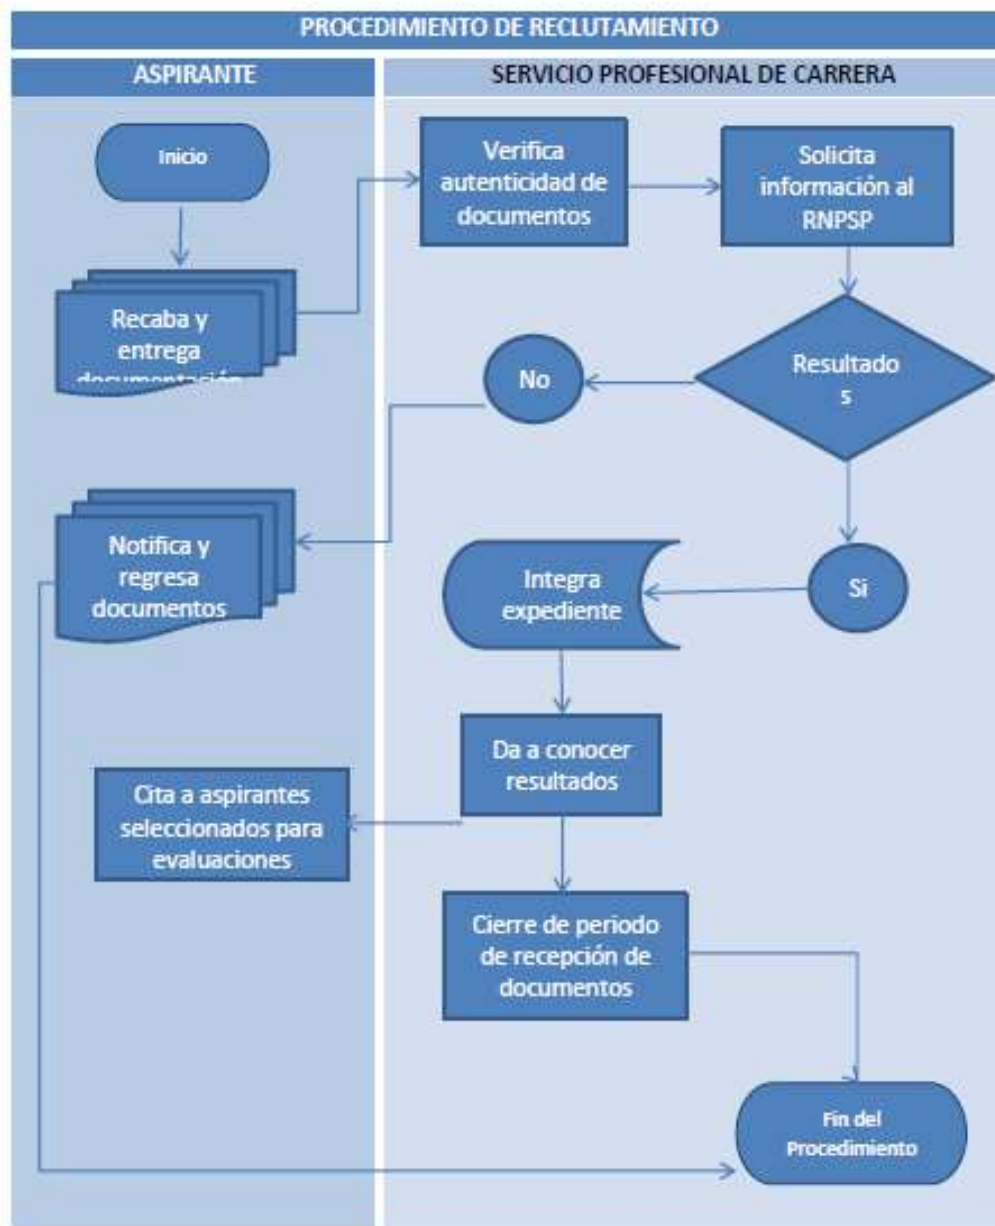 PROCEDIMIENTO DE RECLUTAMIENTO
ASPIRANTE
SERVICIO PROFESIONAL DE CARRERA
Inicio
Verifica
autenticidad de
documentos
Solicita
información al
RNPSP
Recaba y
entrega
documentación
No
Resultado
s
Notifica y
regresa
documentos
Integra
expediente
Si
Da a conocer
resultados
Cita a aspirantes
seleccionados para
evaluaciones
Cierre de periodo
de recepción de
documentos
Fin del
Procedimiento